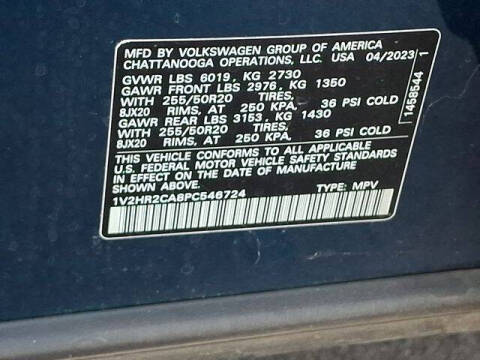 MFD BY VOLKSWAGEN GROUP OF AMERICA
CHATTANOOGA OPERATIONS, LLC. USA 04/2023
GVWR LBS 6019, KG 2730
GAWR FRONT LBS 2976, KG 1350
WITH 255/50R20 TIRES,
8JX20 RIMS, AT 250 KPA. 36 PSI COLD
GAWR REAR LBS 3153, KG 1430
WITH 255/50R20 TIRES,
8JX20 RIMS, AT 250 KPA. 36 PSI COLD
THIS VEHICLE CONFORMS TO ALL APPLICABLE
U.S. FEDERAL MOTOR VEHICLE SAFETY STANDARDS
IN EFFECT ON THE DATE OF MANUFACTURE
SHOWN ABOVE.
1V2HR2CA8PC546724 TYPE: MPV
1458544 1